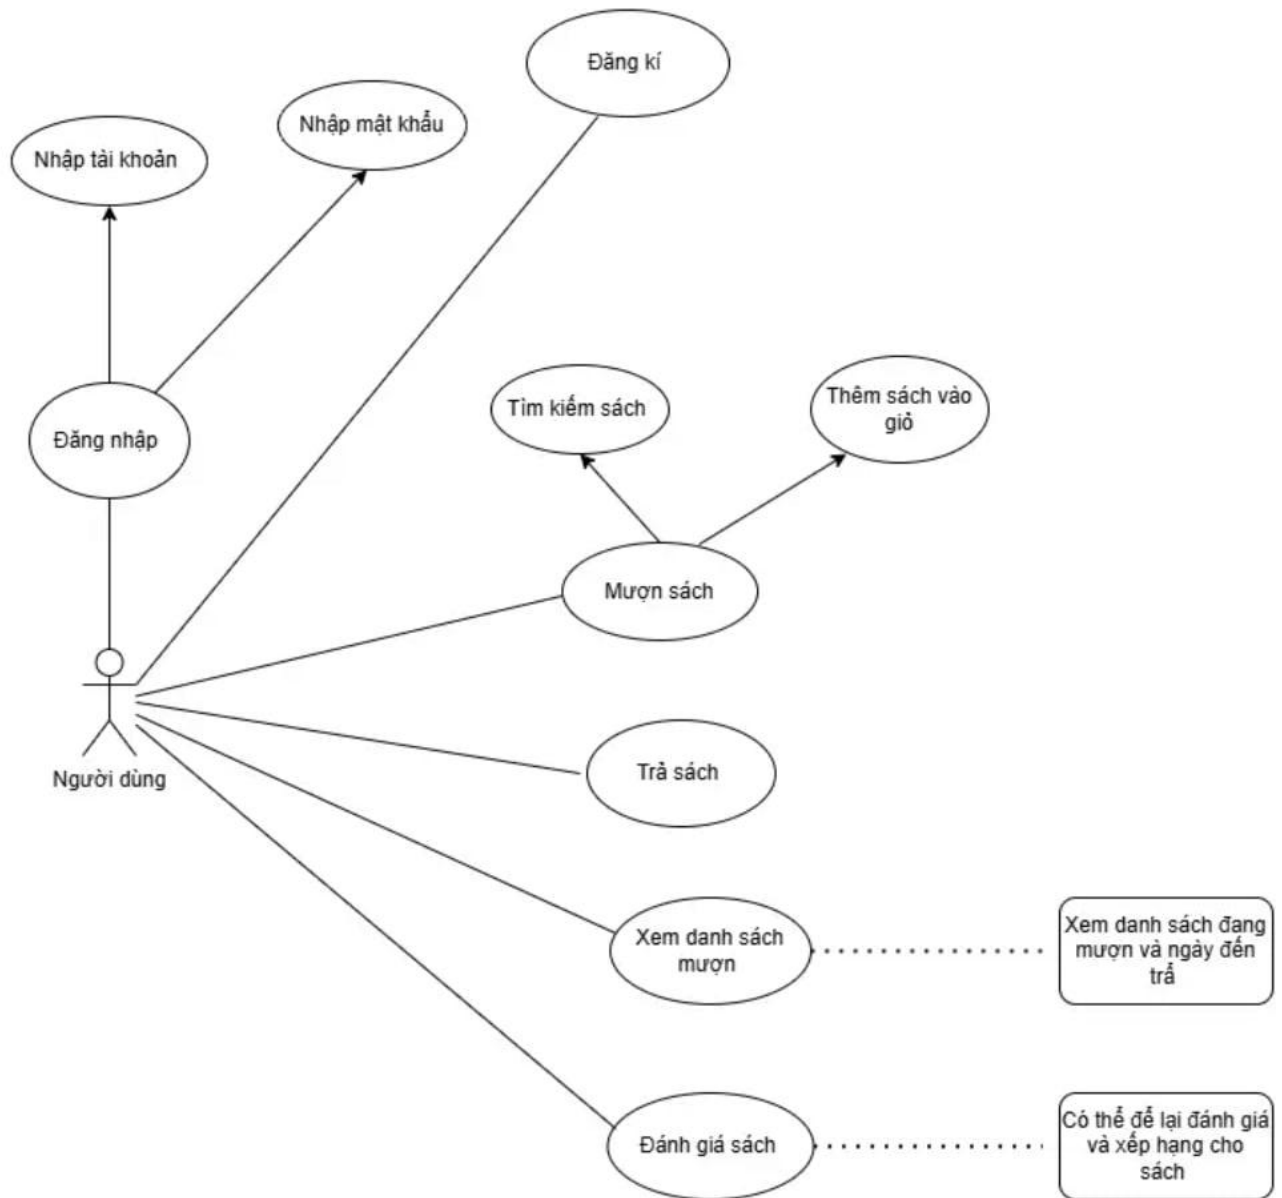 Đăng kí
Nhập mật khẩu
Nhập tài khoản
Đăng nhập
Tìm kiếm sách
Thêm sách vào
giỏ
Mượn sách
Người dùng
Trả sách
Xem danh sách
mượn
Xem danh sách đang
mượn và ngày đến
trả
Đánh giá sách
Có thể để lại đánh giá
và xếp hạng cho
sách